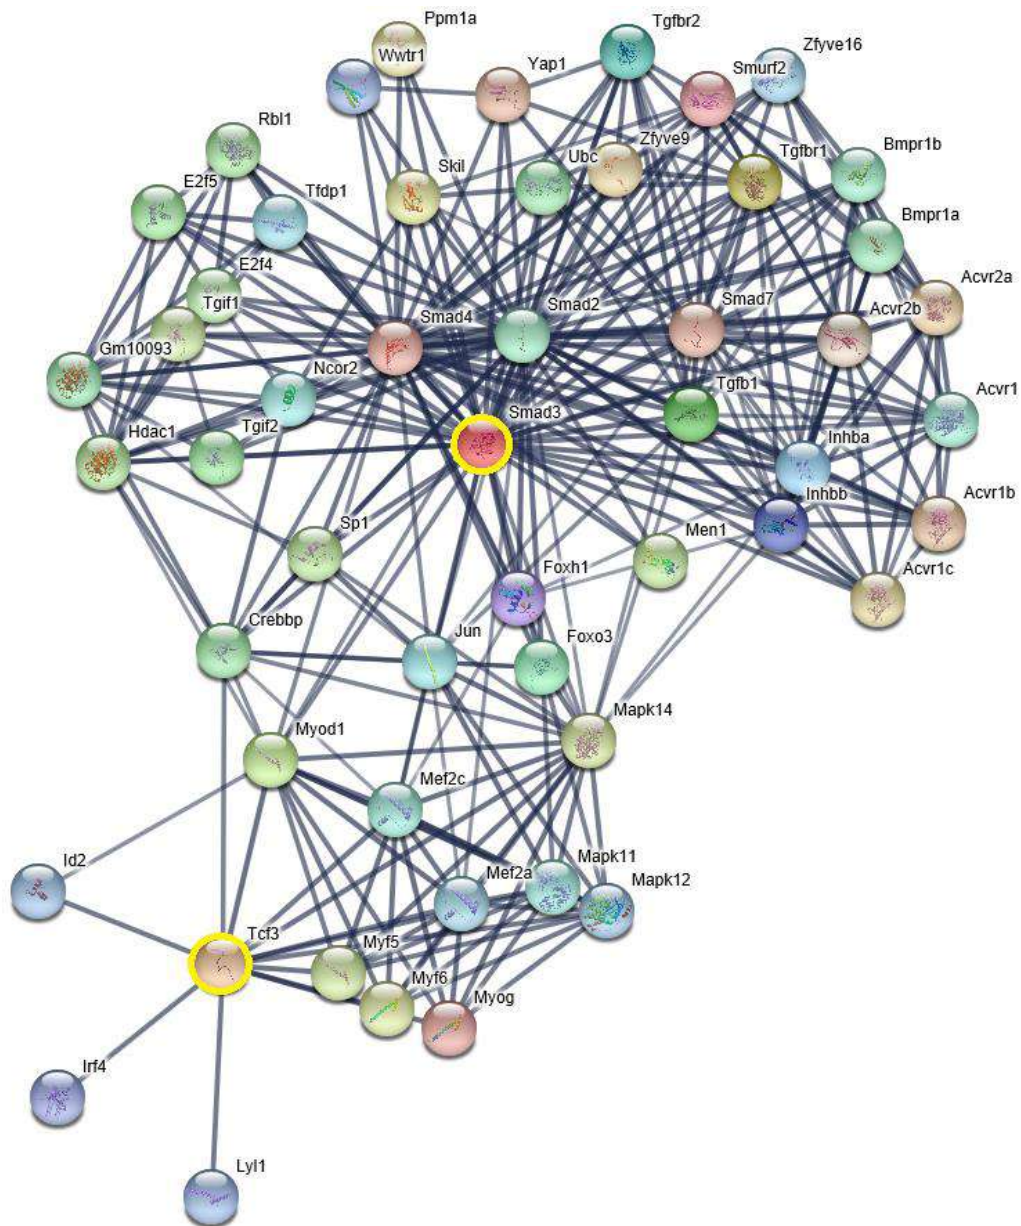 Ppm1a
Tgfbr2
Zfyve16
Wwtr1
Yap1
Smurf2
Rbl1
Zfyve9
Tgfbr1
Bmpr1b
E2f5
Tfdp1
Skil
Ubc
Bmpr1a
E2f4
Acvr2a
Tgif1
Smad4
Smad2
Smad7
Acvr2b
Gm10093
Ncor2
Tgfb1
Acvr1
Hdac1
Tgif2
Smad3
Inhba
Inhbb
Acvr1b
Sp1
Men1
Foxh1
Acvr1c
Crebbp
Jun
Foxo3
Mapk14
Myod1
Mef2c
Id2
Mef2a
Mapk11
Mapk12
Tcf3
Myf5
Myf6
Myog
Irf4
Lyl1